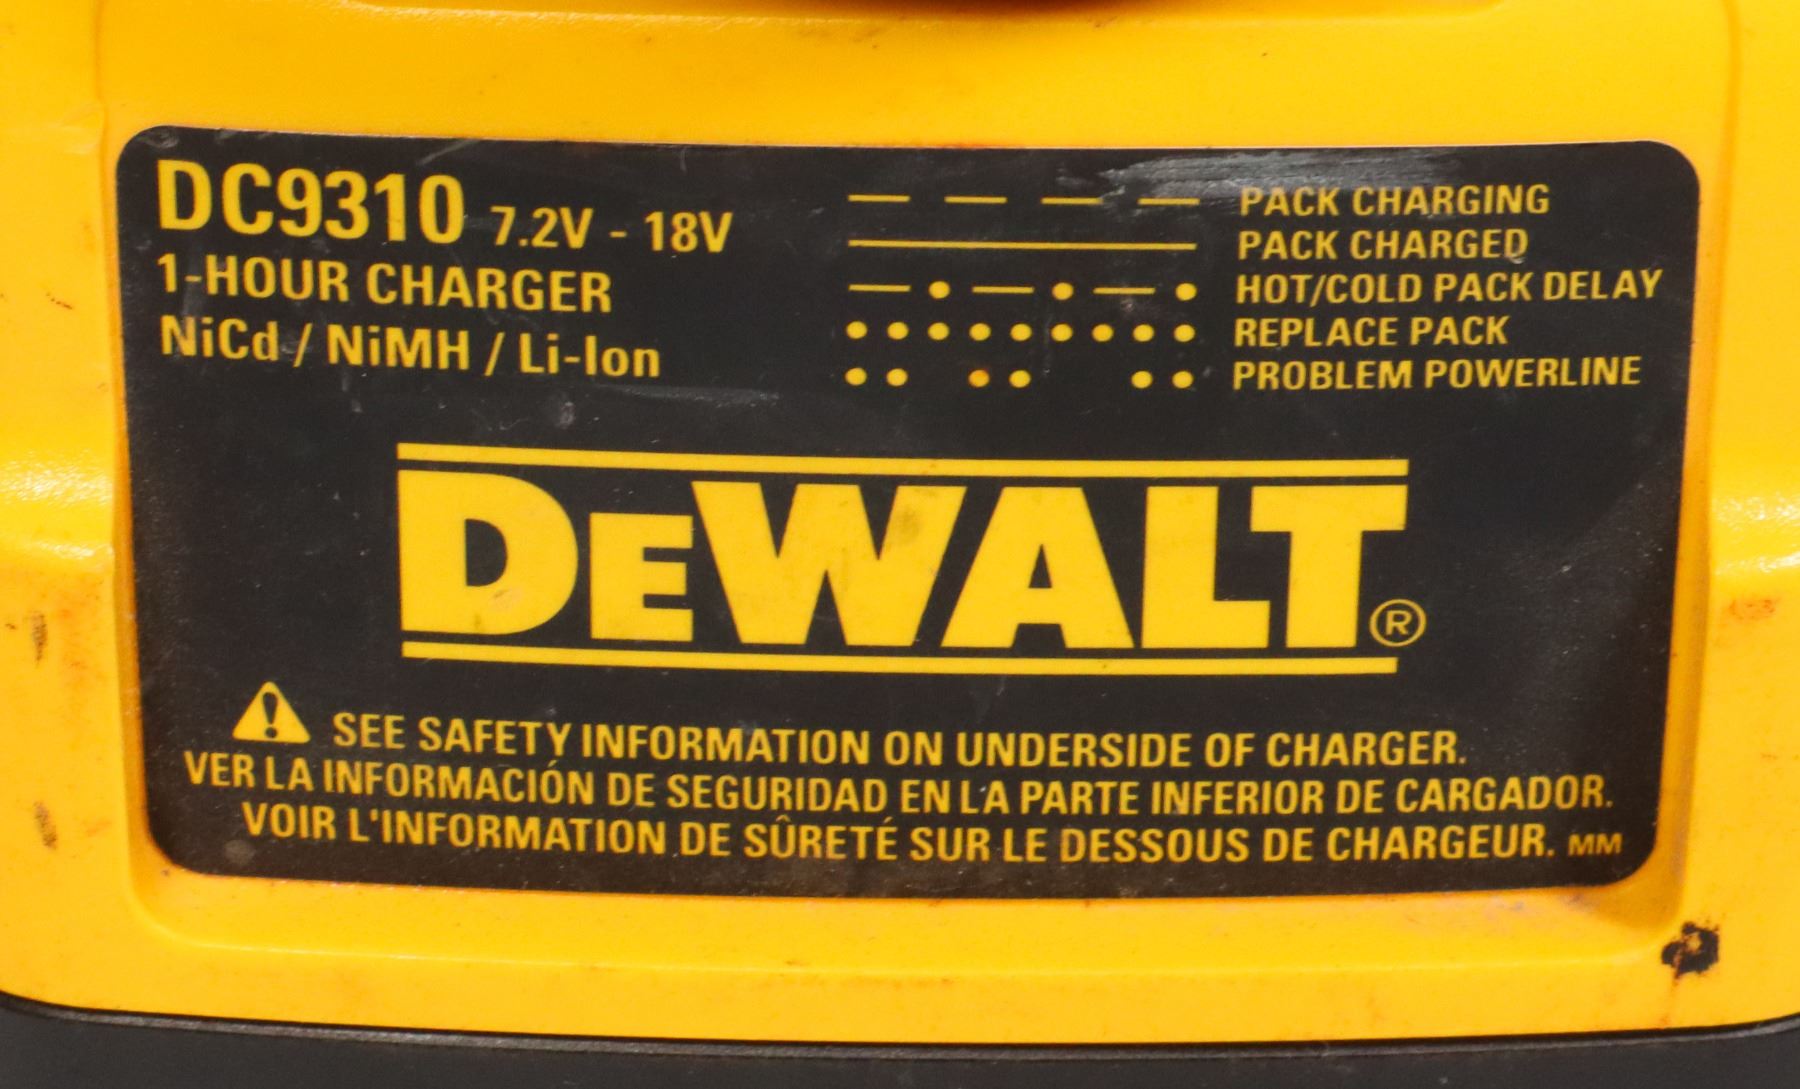 DC9310 7.2V - 18V
1-HOUR CHARGER
NiCd / NiMH / Li-Ion
PACK CHARGING
PACK CHARGED
HOT/COLD PACK DELAY
REPLACE PACK
PROBLEM POWERLINE
DEWALT®
SEE SAFETY INFORMATION ON UNDERSIDE OF CHARGER.
VER LA INFORMACIÓN DE SEGURIDAD EN LA PARTE INFERIOR DE CARGADOR.
VOIR L'INFORMATION DE SÛRETÉ SUR LE DESSOUS DE CHARGEUR. MM